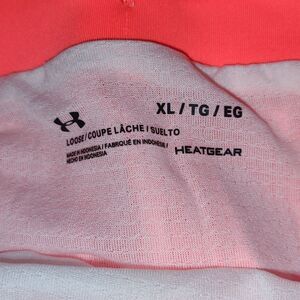 XL / TG / EG
LOOSE / COUPE LÂCHE / SUELTO
MADE IN INDONESIA / FABRIQUÉ EN INDONÉSIE /
HECHO EN INDONESIA
HEATGEAR